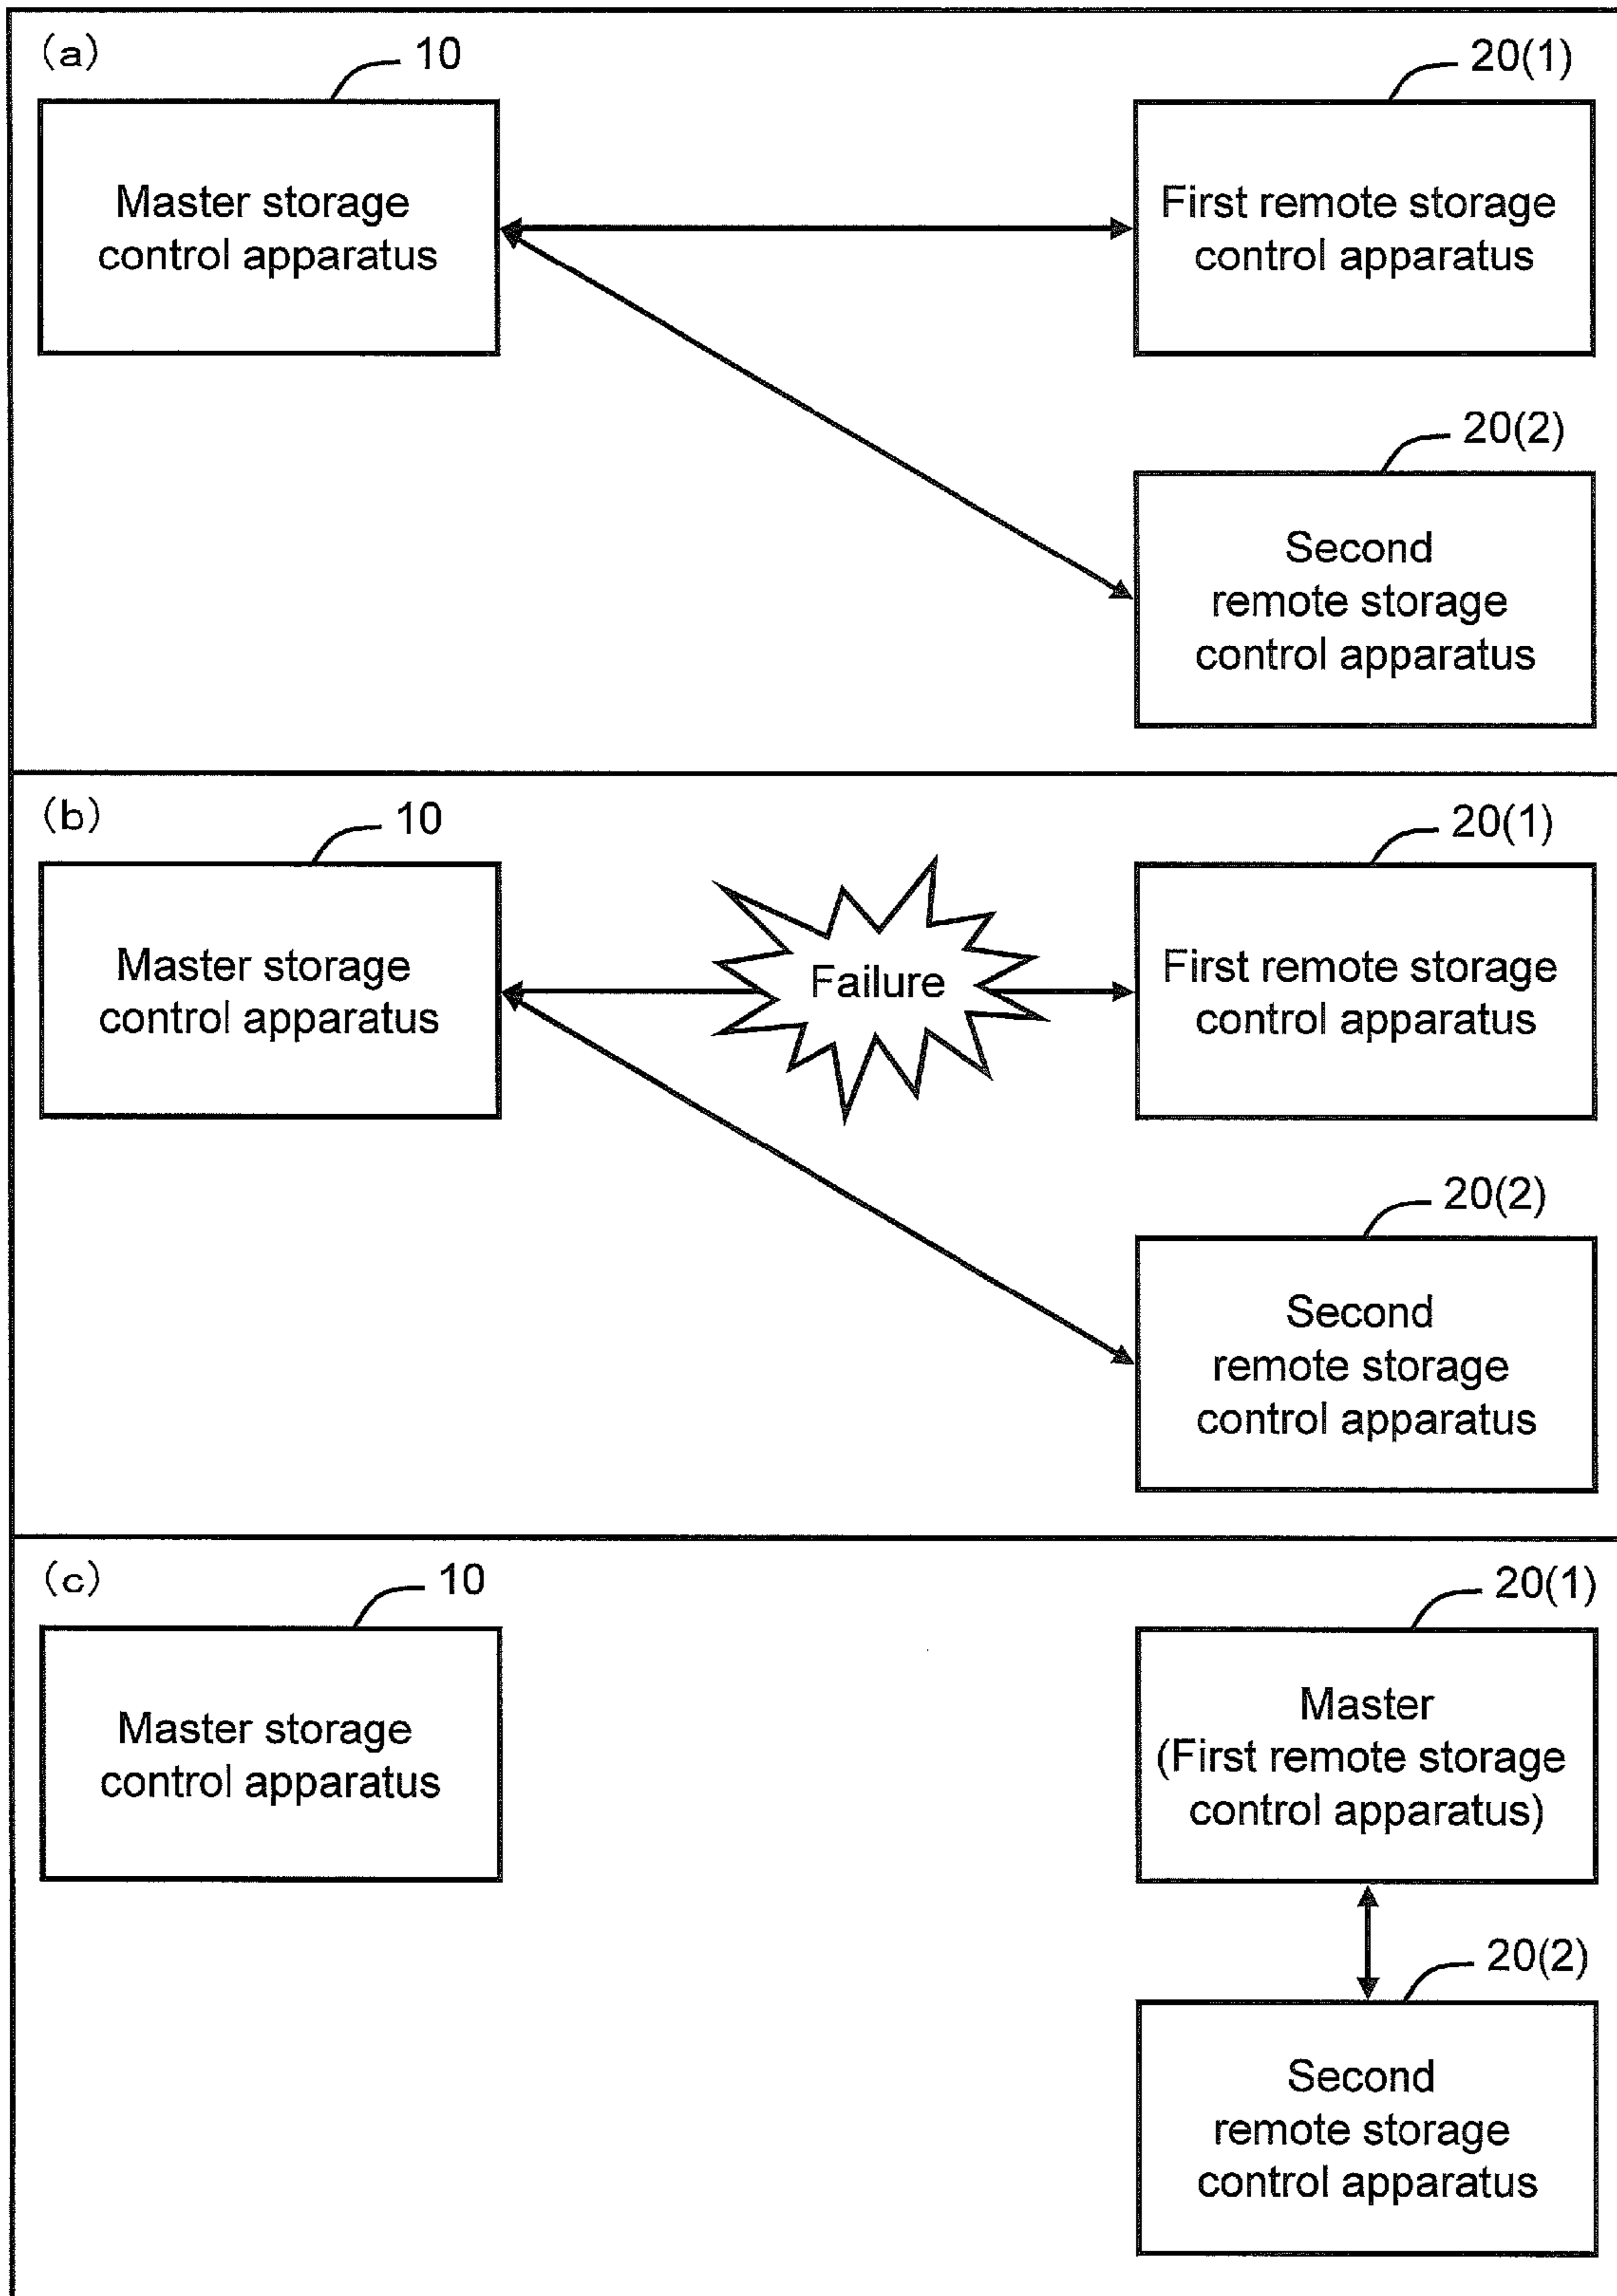 (a)
10
20(1)
Master storage
control apparatus
First remote storage
control apparatus
20(2)
Second
remote storage
control apparatus
(b)
10
20(1)
Master storage
control apparatus
Failure
First remote storage
control apparatus
20(2)
Second
remote storage
control apparatus
(c)
10
20(1)
Master storage
control apparatus
Master
(First remote storage
control apparatus)
20(2)
Second
remote storage
control apparatus